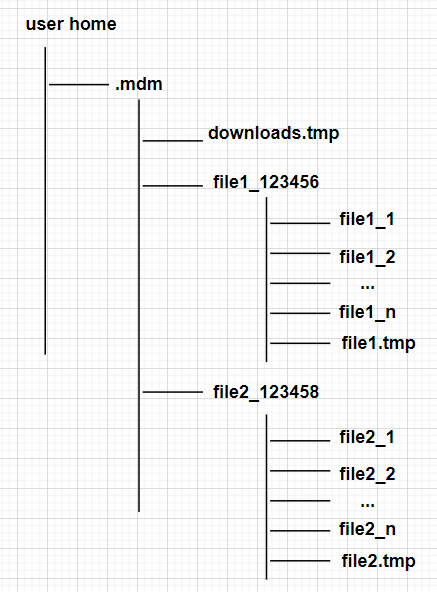 user home
.mdm
downloads.tmp
file1_123456
file1_1
file1_2
...
file1_n
file1.tmp
file2_123458
file2_1
file2_2
...
file2_n
file2.tmp